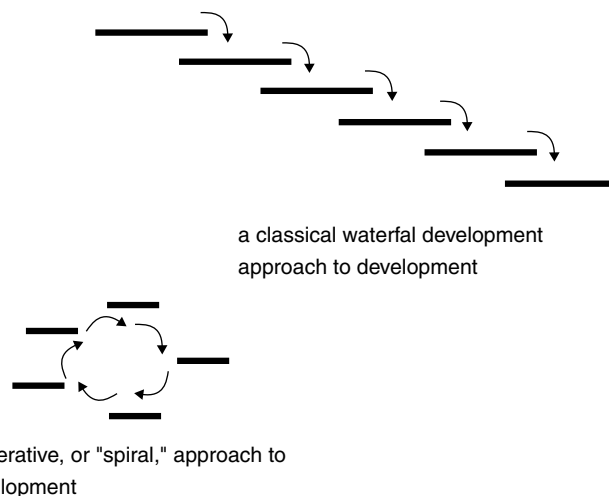 a classical waterfal development
approach to development
erative, or "spiral," approach to
lopment